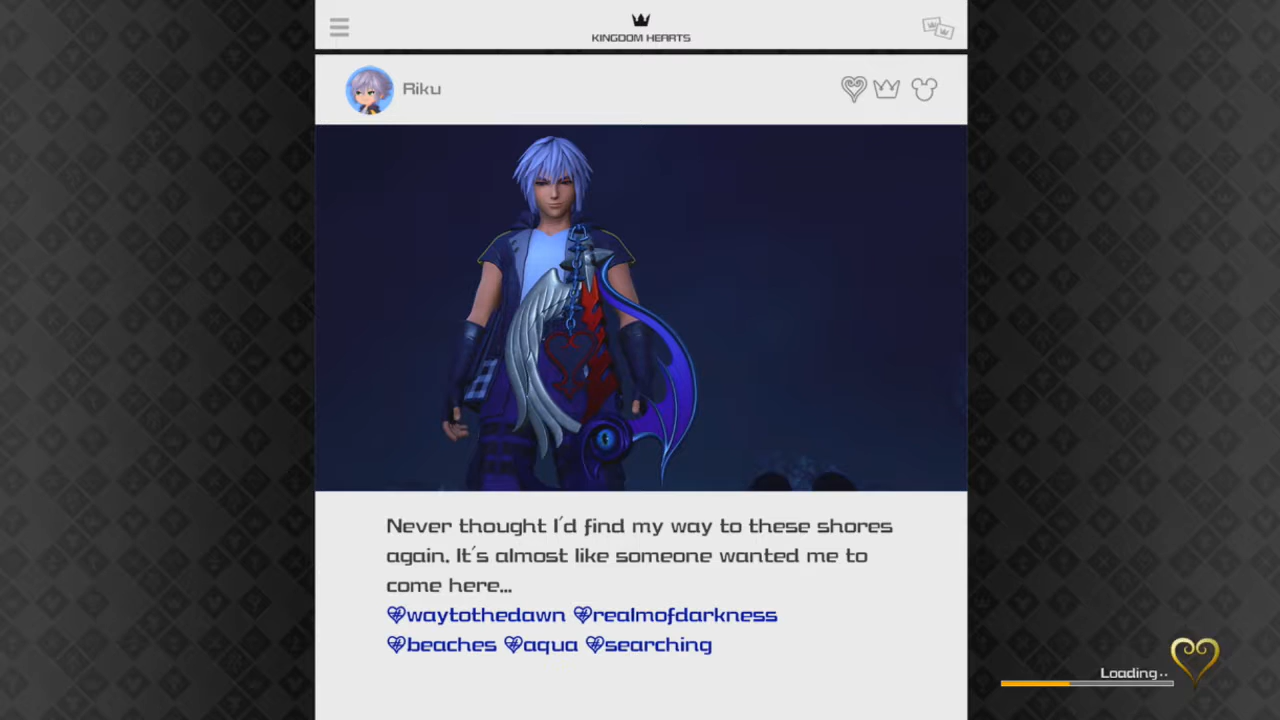 KINGDOM HEARTS
Riku
Never thought I'd find my way to these shores
again. It's almost like someone wanted me to
come here...
#waytothedawn #realmofdarkness
#beaches #aqua #searching
Loading..